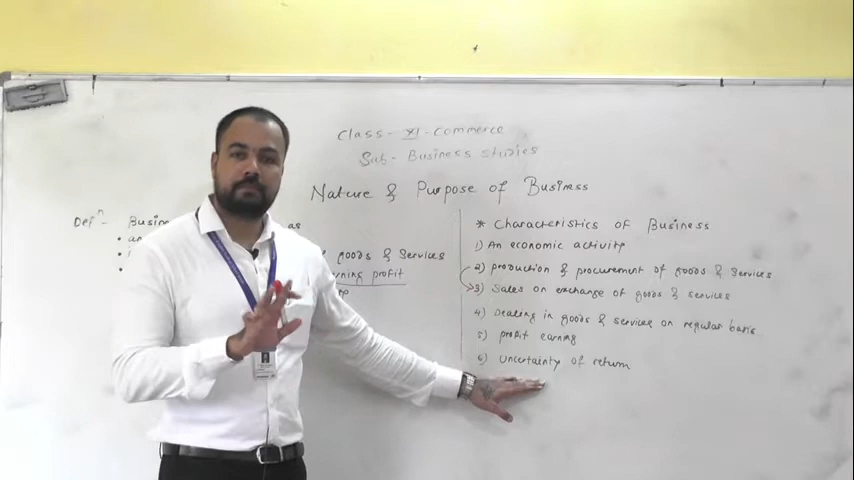 Class - XI - Commerce
Sub - Business studies
Nature & Purpose of Business
Defⁿ - as
goods & Services
profit
* Characteristics of Business
1) An economic activity
2) production & procurement of goods & services
3) Sales on exchange of goods & services
4) Dealing in goods & services on regular basis
5) profit earning
6) Uncertainty of return